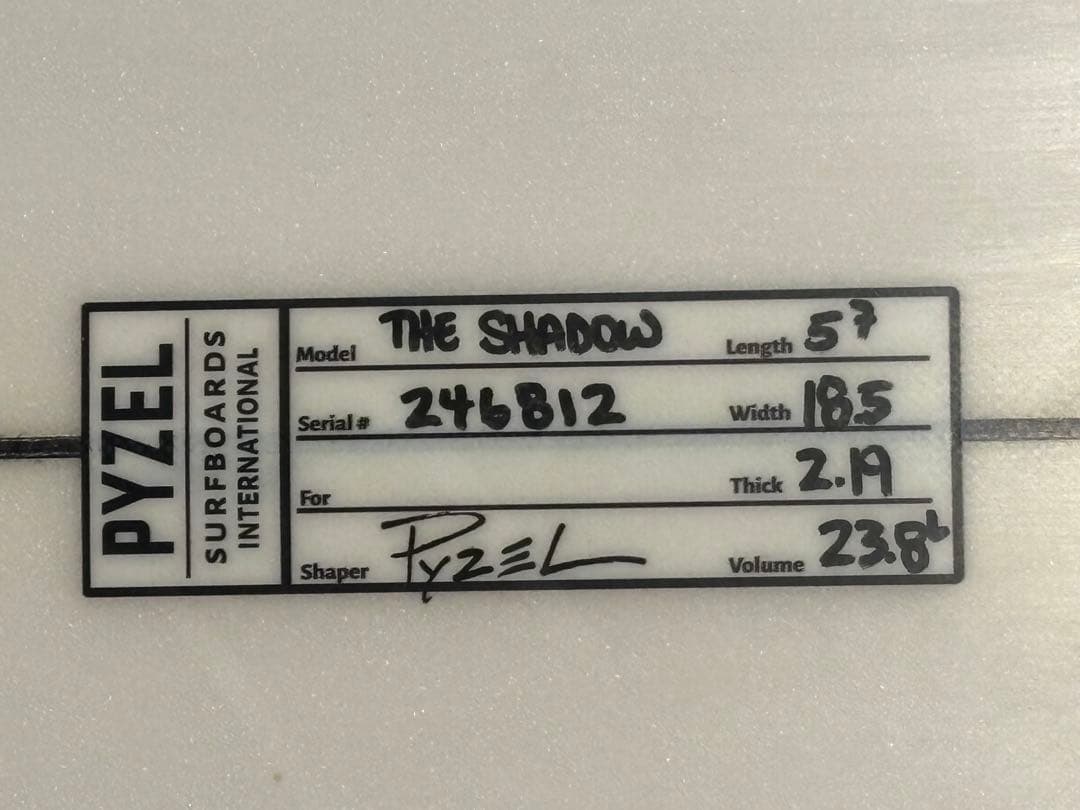 PYZEL
SURFBOARDS
INTERNATIONAL
Model THE SHADOW Length 5 7
Serial # 246812 Width 18.5
For Thick 2.19
Shaper PYZEL Volume 23.8 L